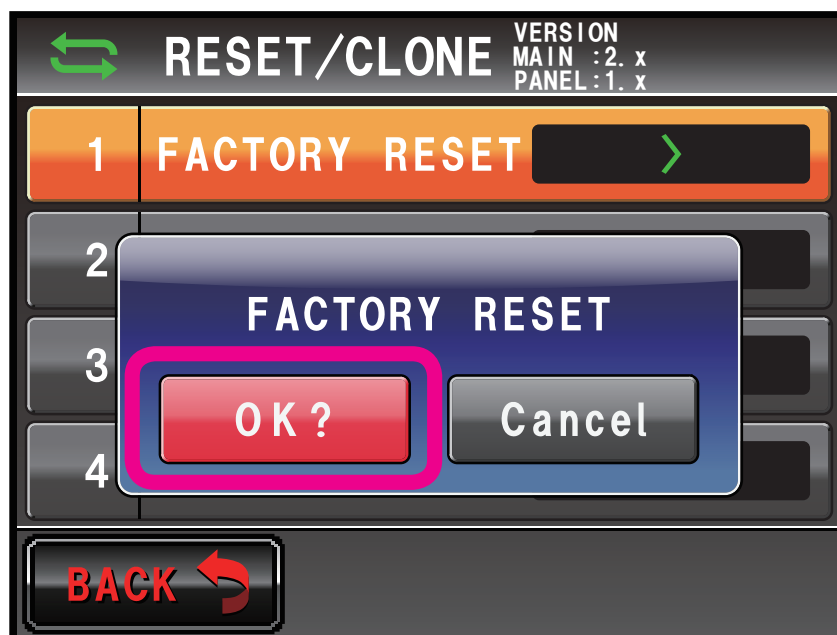 RESET/CLONE
VERSION
MAIN :2. x
PANEL:1. x
1 FACTORY RESET
2
FACTORY RESET
3
OK? Cancel
4
BACK